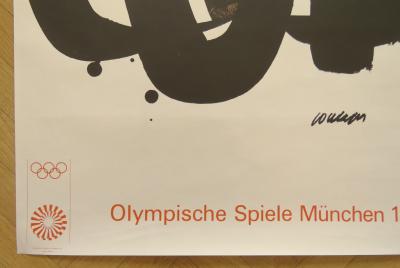 Olympische Spiele München 1